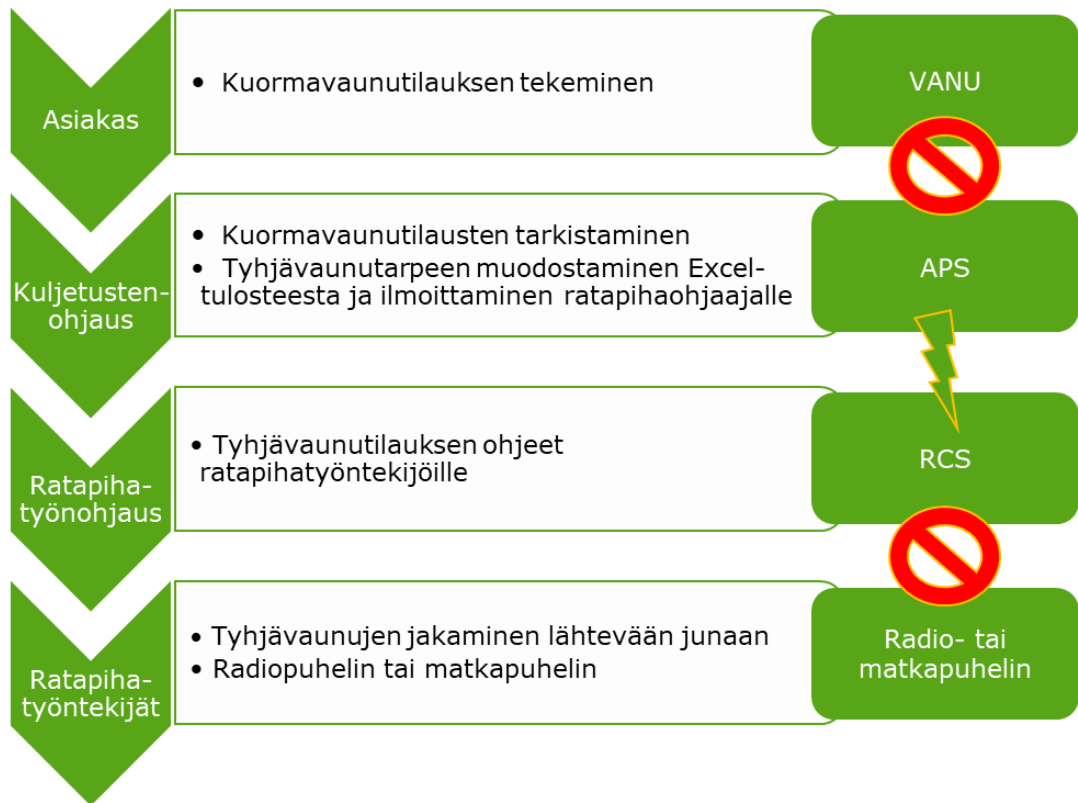 Asiakas
• Kuormavaunutilauksen tekeminen
VANU
Kuljetusten-
ohjaus
• Kuormavaunutilausten tarkistaminen
• Tyhjävaunutarpeen muodostaminen Excel-
tulosteesta ja ilmoittaminen ratapihaohjaajalle
APS
Ratapiha-
työnohjaus
• Tyhjävaunutilauksen ohjeet
ratapihatyöntekijöille
RCS
Ratapiha-
työntekijät
• Tyhjävaunujen jakaminen lähtevään junaan
• Radiopuhelin tai matkapuhelin
Radio- tai
matkapuhelin